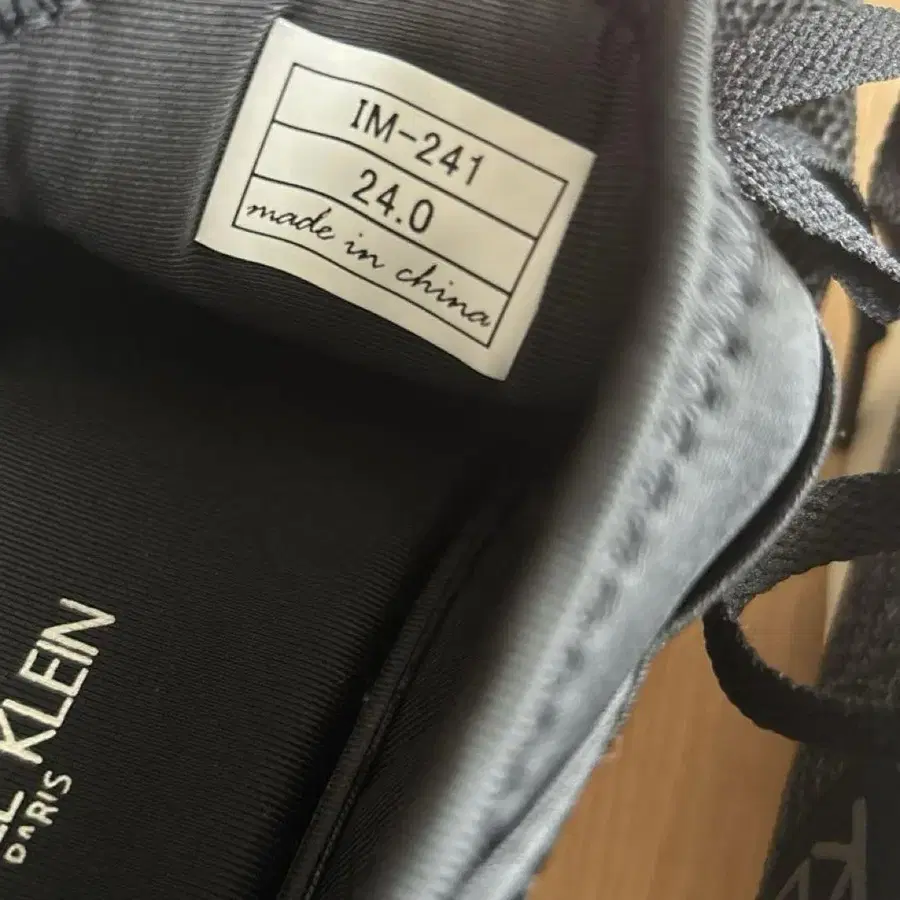 IM-241
24.0
made in china
KLEIN
PARIS